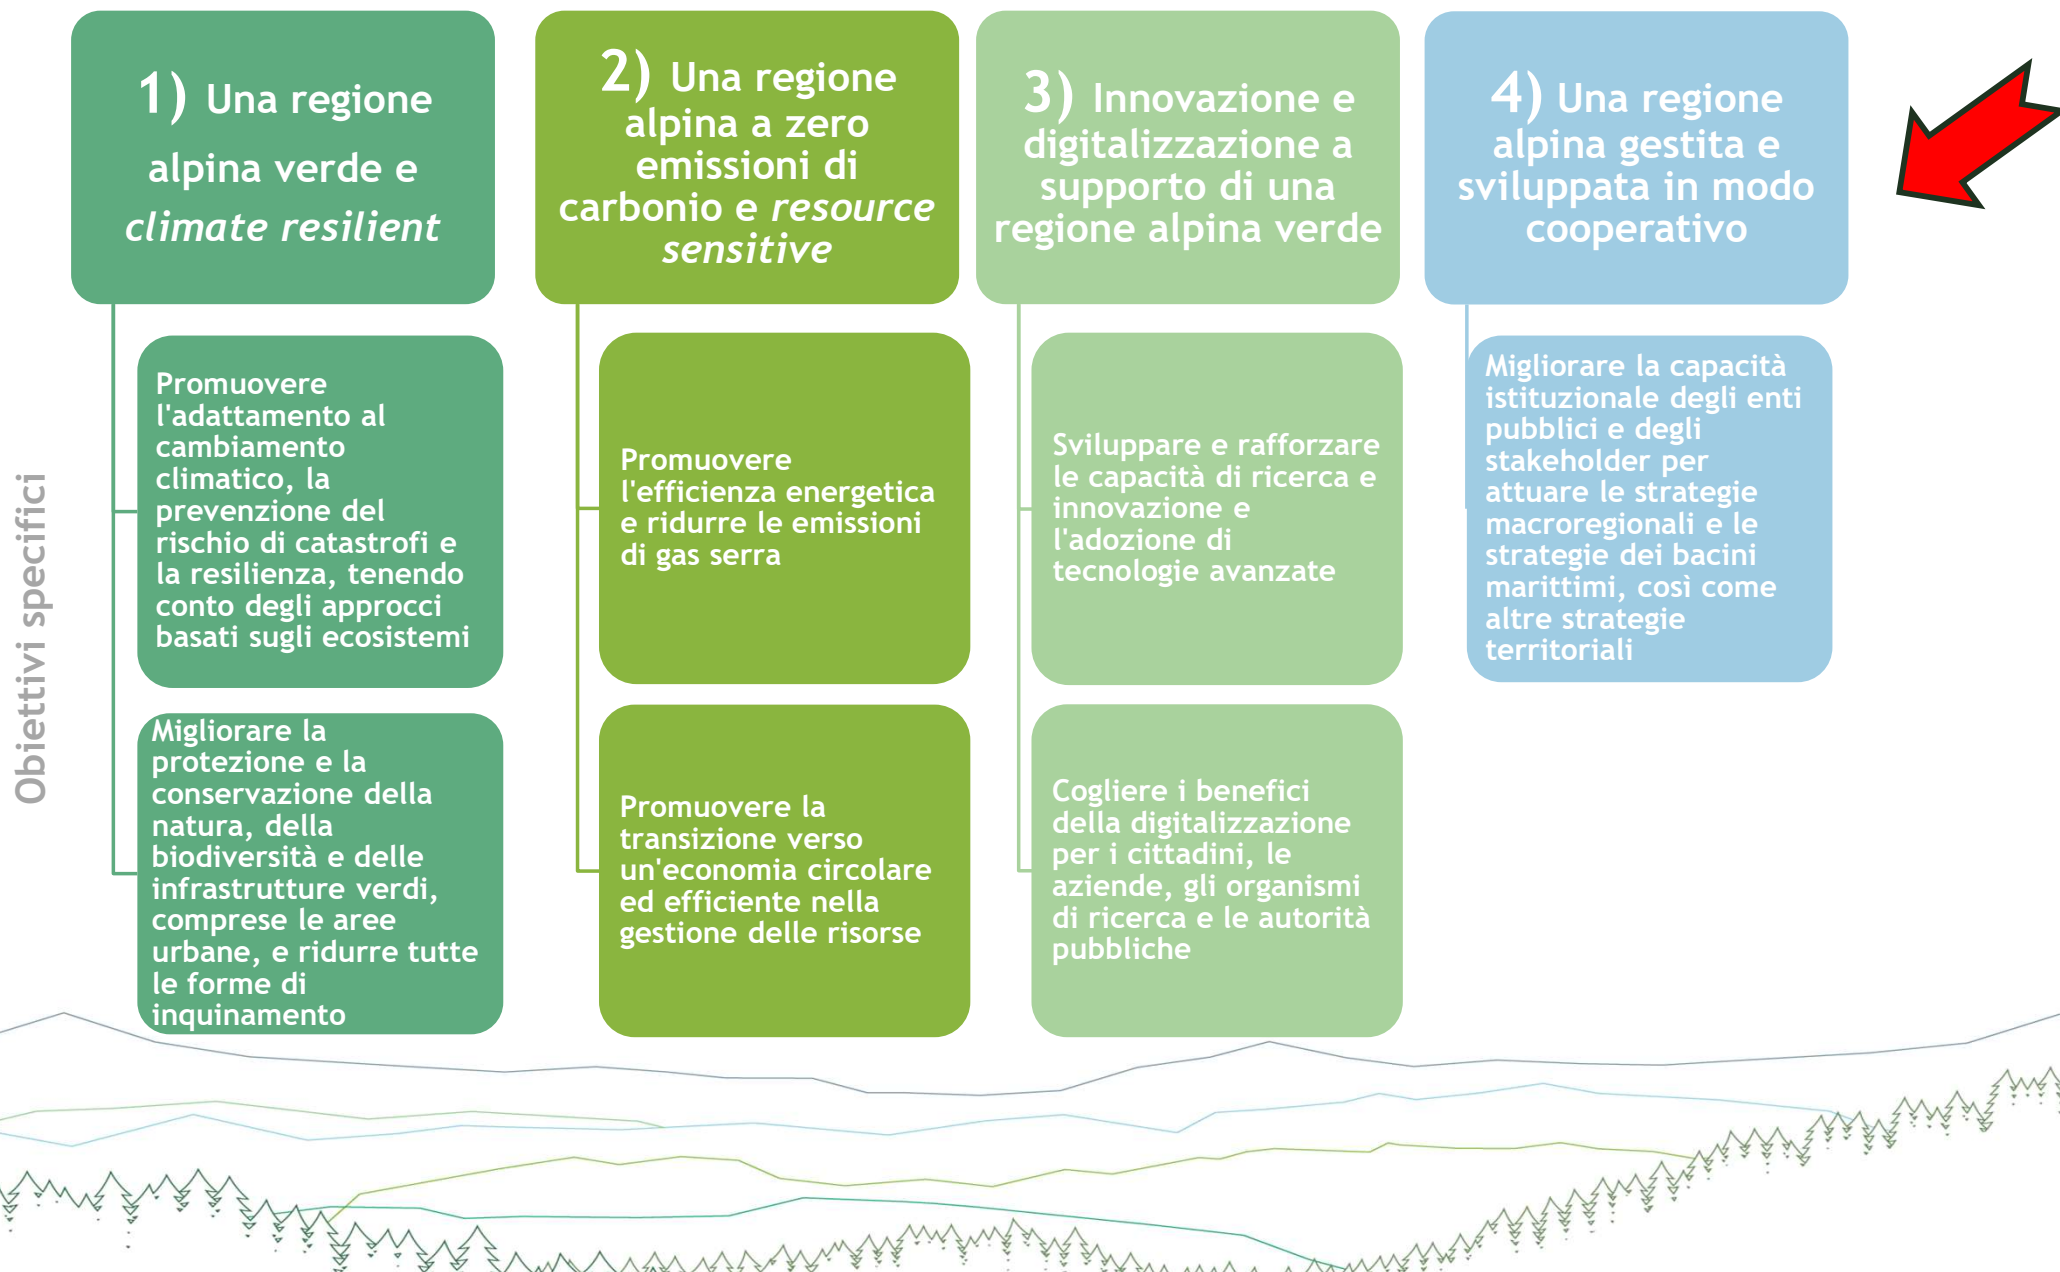 1) Una regione
alpina verde e
climate resilient
2) Una regione
alpina a zero
emissioni di
carbonio e resource
sensitive
3) Innovazione e
digitalizzazione a
supporto di una
regione alpina verde
4) Una regione
alpina gestita e
sviluppata in modo
cooperativo
Obiettivi specifici
Promuovere
l'adattamento al
cambiamento
climatico, la
prevenzione del
rischio di catastrofi e
la resilienza, tenendo
conto degli approcci
basati sugli ecosistemi
Migliorare la
protezione e la
conservazione della
natura, della
biodiversità e delle
infrastrutture verdi,
comprese le aree
urbane, e ridurre tutte
le forme di
inquinamento
Promuovere
l'efficienza energetica
e ridurre le emissioni
di gas serra
Promuovere la
transizione verso
un'economia circolare
ed efficiente nella
gestione delle risorse
Sviluppare e rafforzare
le capacità di ricerca e
innovazione e
l'adozione di
tecnologie avanzate
Cogliere i benefici
della digitalizzazione
per i cittadini, le
aziende, gli organismi
di ricerca e le autorità
pubbliche
Migliorare la capacità
istituzionale degli enti
pubblici e degli
stakeholder per
attuare le strategie
macroregionali e le
strategie dei bacini
marittimi, così come
altre strategie
territoriali